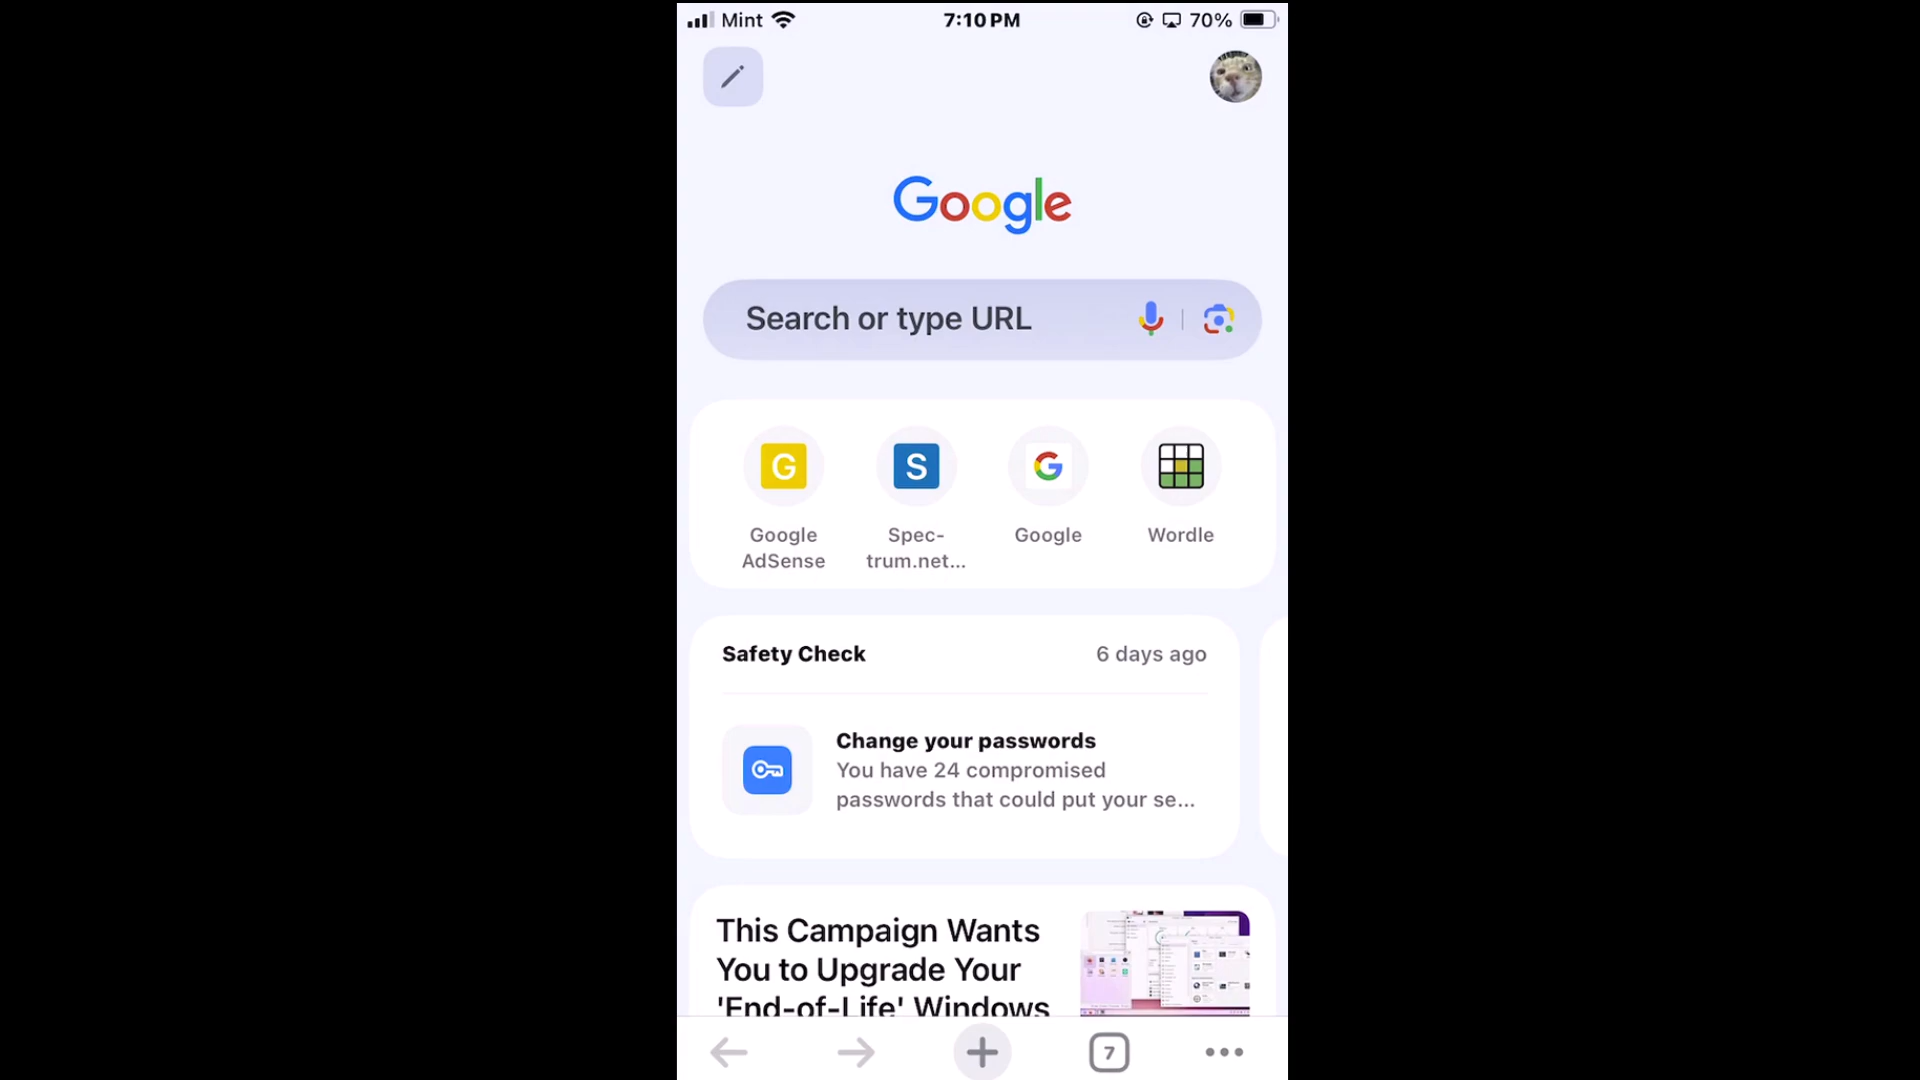 Mint 7:10 PM 70%
Google
Search or type URL
G S G
Google Spec- Google Wordle
AdSense trum.net...
Safety Check 6 days ago
Change your passwords
You have 24 compromised
passwords that could put your se...
This Campaign Wants
You to Upgrade Your
'End-of-Life' Windows
7